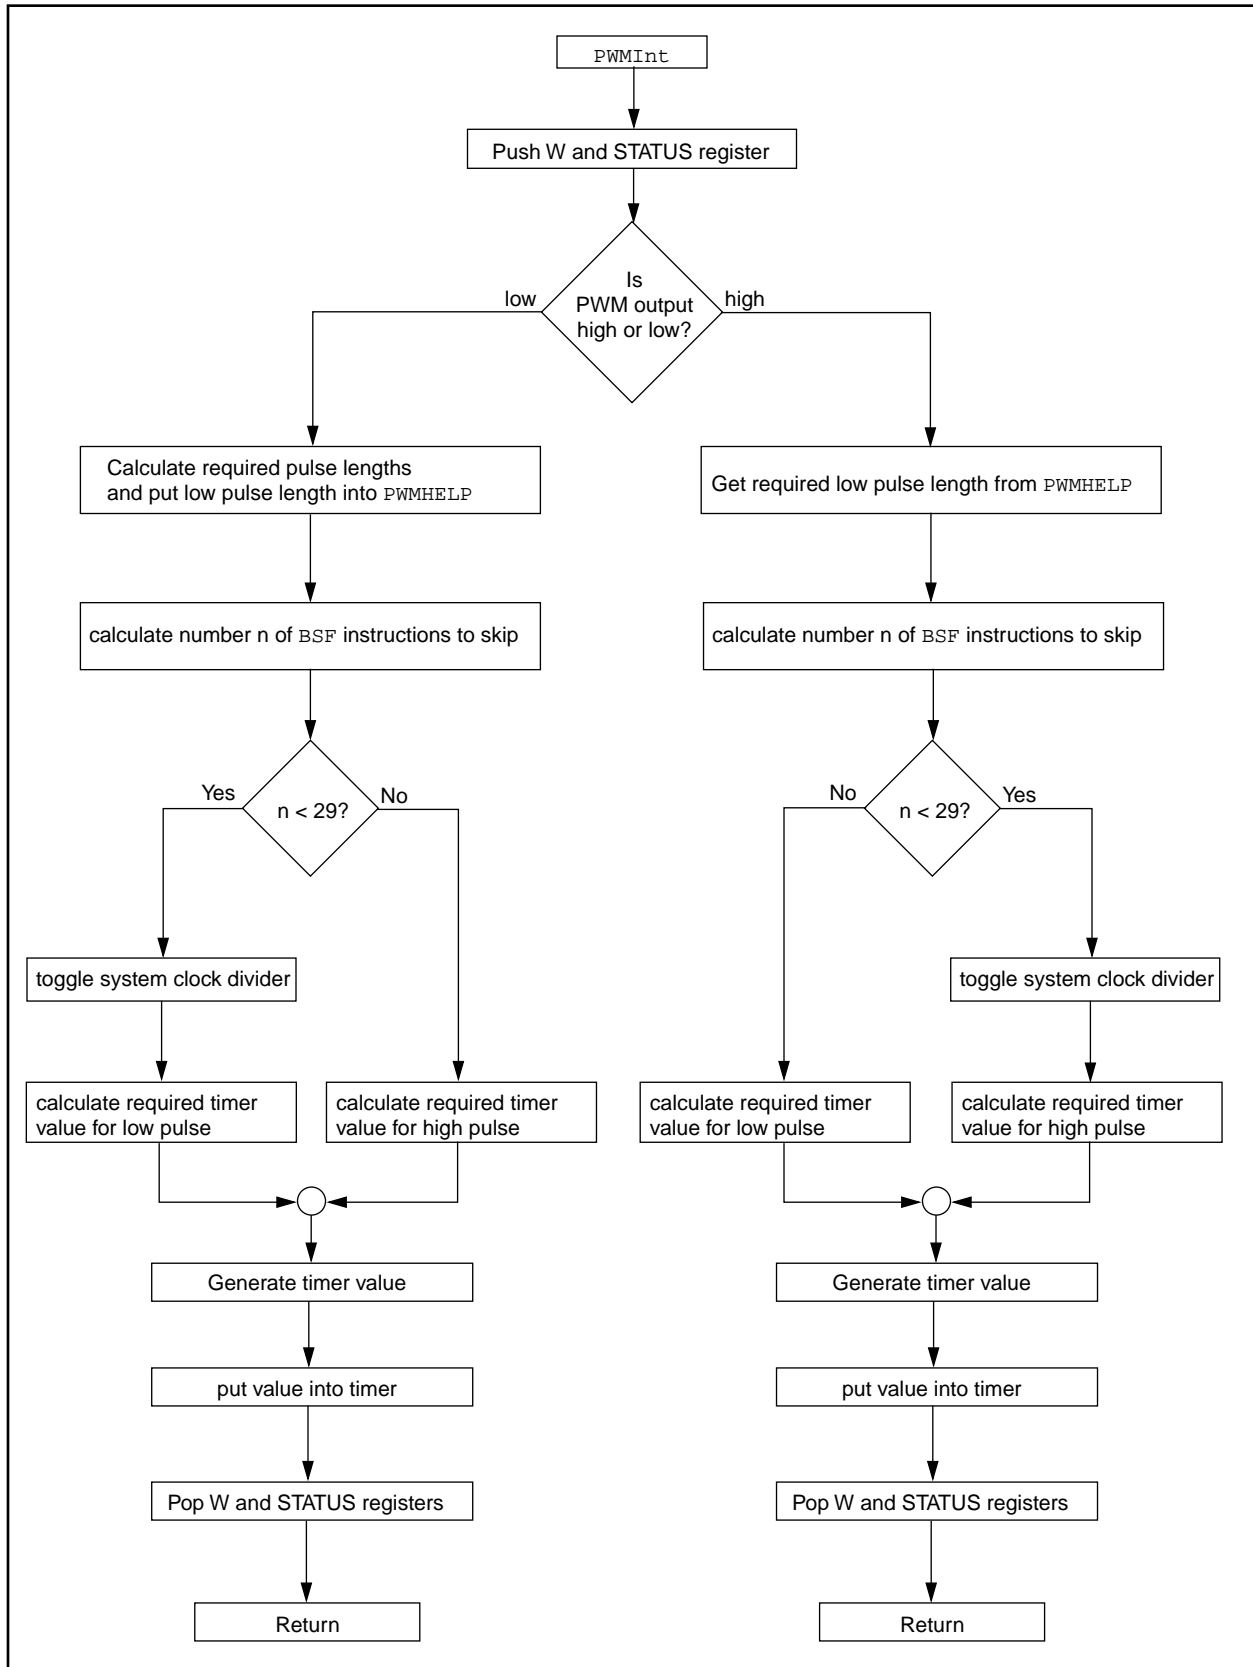 PWMInt
Push W and STATUS register
Is
PWM output
high or low?
low
high
Calculate required pulse lengths
and put low pulse length into PWMHELP
Get required low pulse length from PWMHELP
calculate number n of BSF instructions to skip
calculate number n of BSF instructions to skip
Yes
n < 29?
No
No
n < 29?
Yes
toggle system clock divider
toggle system clock divider
calculate required timer
value for low pulse
calculate required timer
value for high pulse
calculate required timer
value for low pulse
calculate required timer
value for high pulse
Generate timer value
Generate timer value
put value into timer
put value into timer
Pop W and STATUS registers
Pop W and STATUS registers
Return
Return